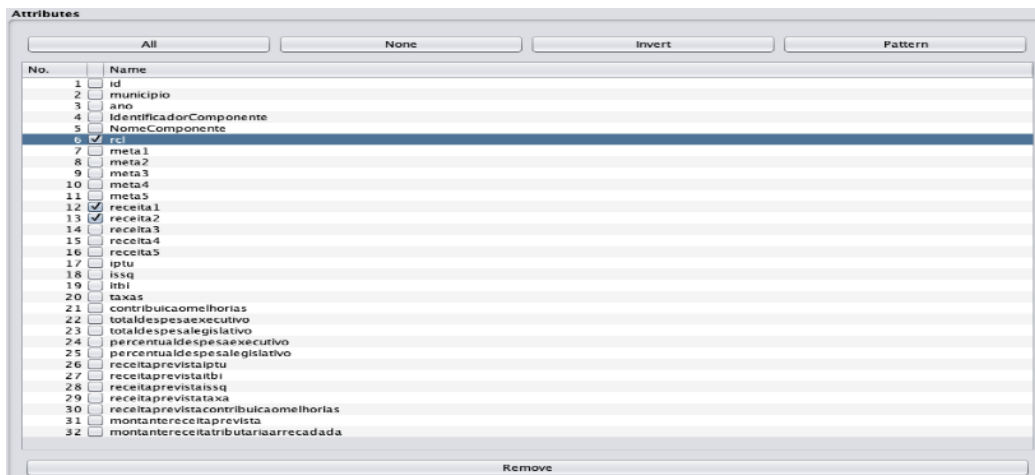 Attributes
All None Invert Pattern
No. Name
1 id
2 municipio
3 ano
4 IdentificadorComponente
5 NomeComponente
6 rcl
7 meta1
8 meta2
9 meta3
10 meta4
11 meta5
12 receita1
13 receita2
14 receita3
15 receita4
16 receita5
17 iptu
18 issq
19 itbi
20 taxas
21 contribuicaomelhorias
22 totaldespesaexecutivo
23 totaldespesalegislativo
24 percentualdespesaexecutivo
25 percentualdespesalegislativo
26 receitaprevistaiptu
27 receitaprevistaitbi
28 receitaprevistaissq
29 receitaprevistataxa
30 receitaprevistacontribuicaomelhorias
31 montantereceitaprevista
32 montantereceitatributariaarrecadada
Remove